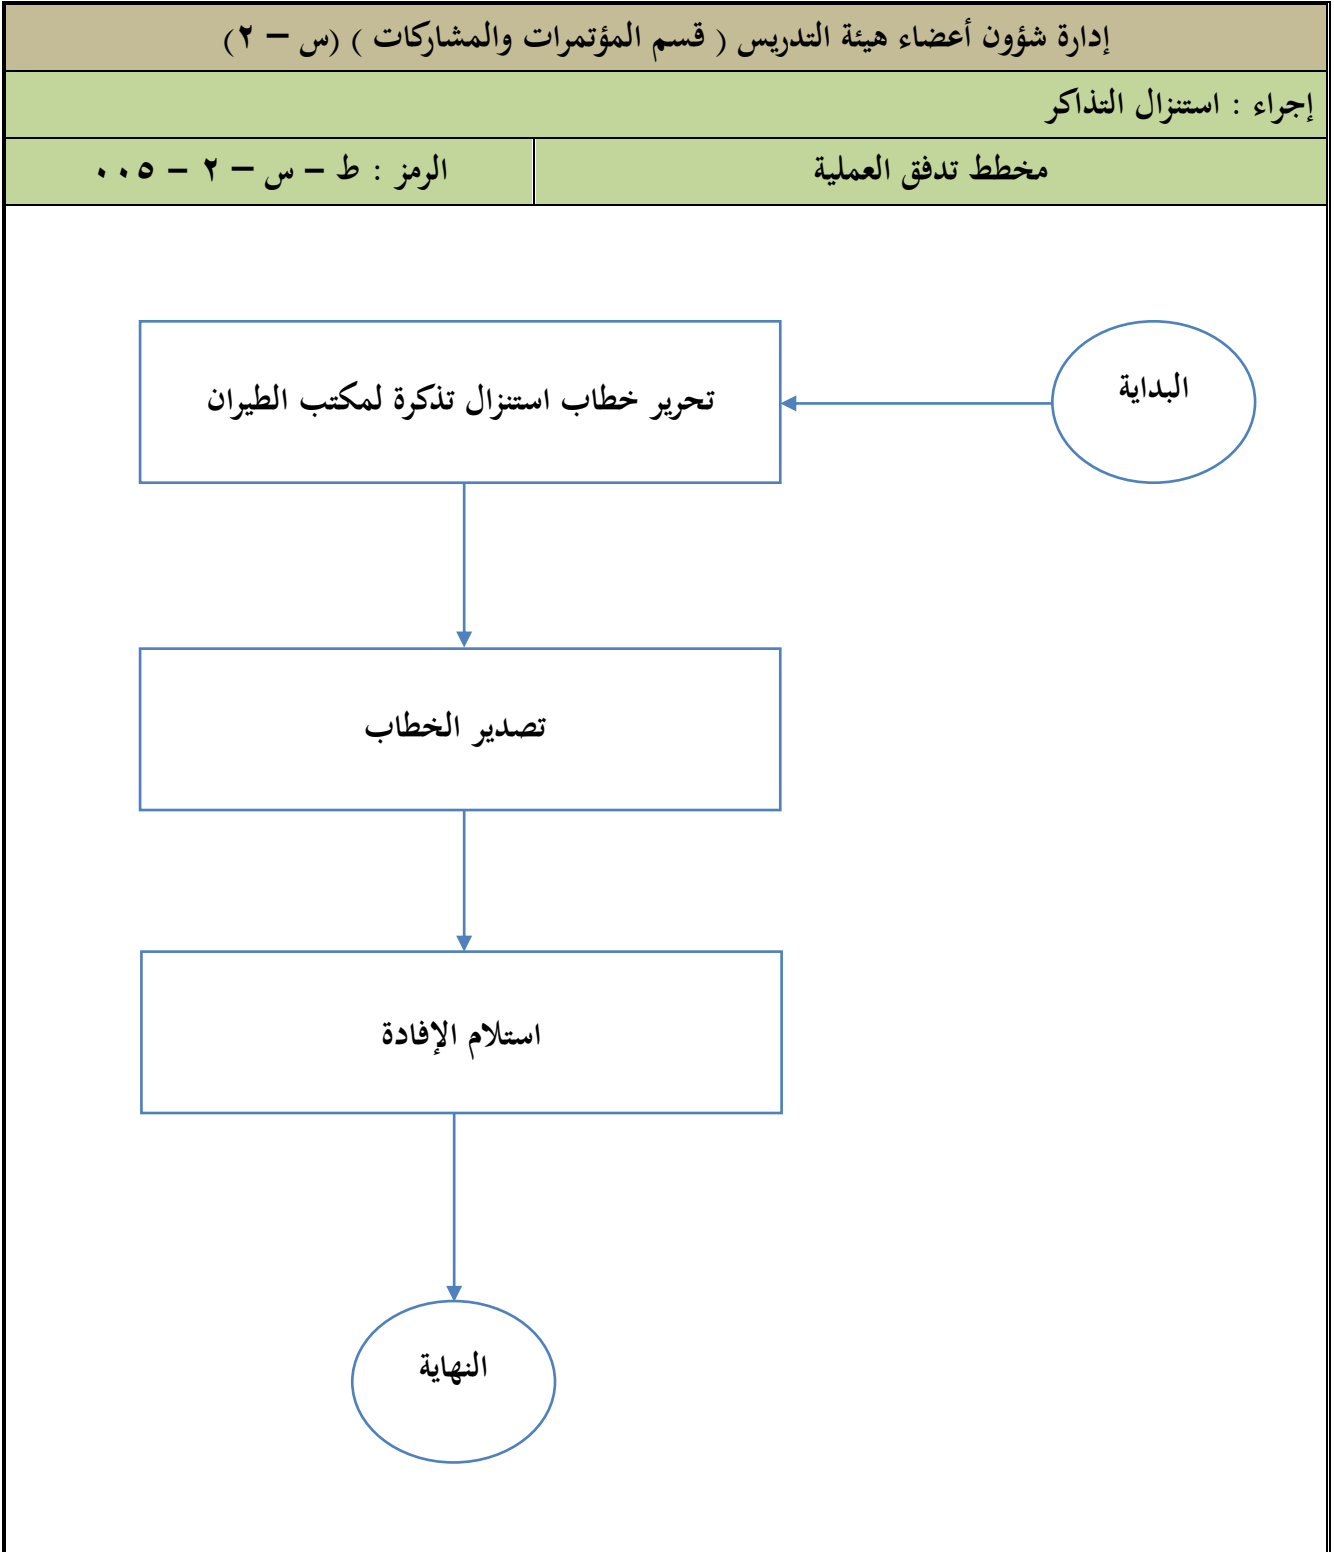 إدارة شؤون أعضاء هيئة التدريس ( قسم المؤتمرات والمشاركات ) (س – ٢)
إجراء : استنزال التذاكر
مخطط تدفق العملية
الرمز : ط – س – ٢ – ٠٠٥
البداية
تحرير خطاب استنزال تذكرة لمكتب الطيران
تصدير الخطاب
استلام الإفادة
النهاية